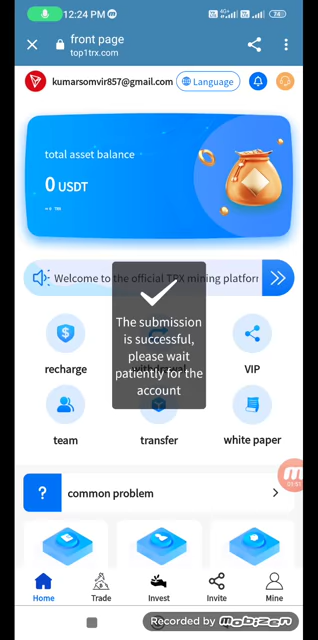 12:24 PM
4G+
74
front page
top1trx.com
kumarsomvir857@gmail.com
Language
total asset balance
0 USDT
Welcome to the official TRX mining platform
The submission
is successful,
please wait
patiently for the
account
recharge
VIP
team
transfer
white paper
? common problem
Home
Trade
Invest
Invite
Mine
Recorded by Mobizen